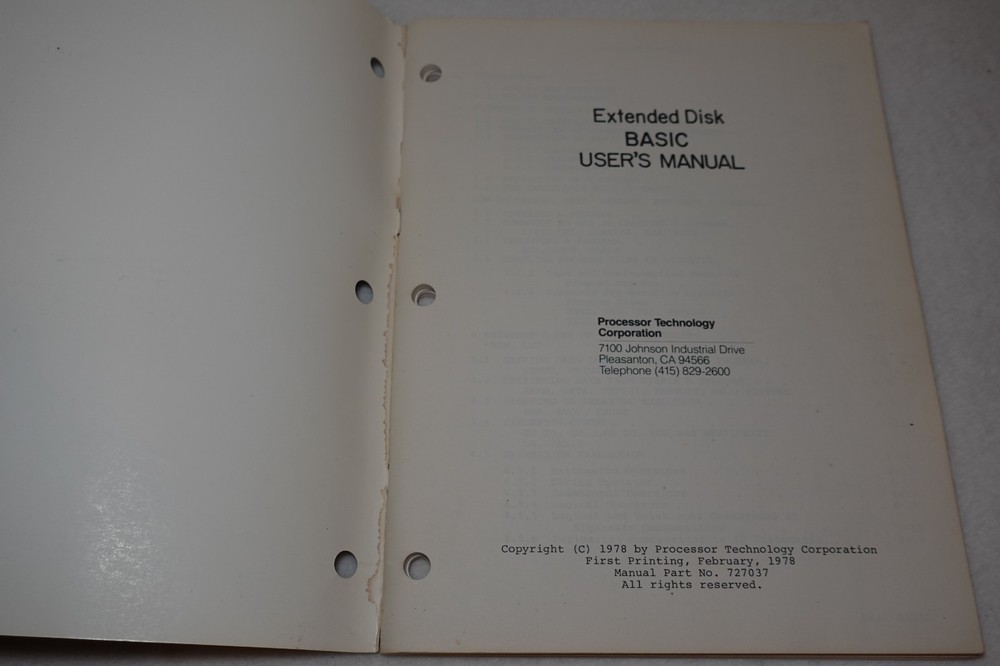 Extended Disk
BASIC
USER'S MANUAL
Processor Technology
Corporation
7100 Johnson Industrial Drive
Pleasanton, CA 94566
Telephone (415) 829-2600
Copyright (C) 1978 by Processor Technology Corporation
First Printing, February, 1978
Manual Part No. 727037
All rights reserved.